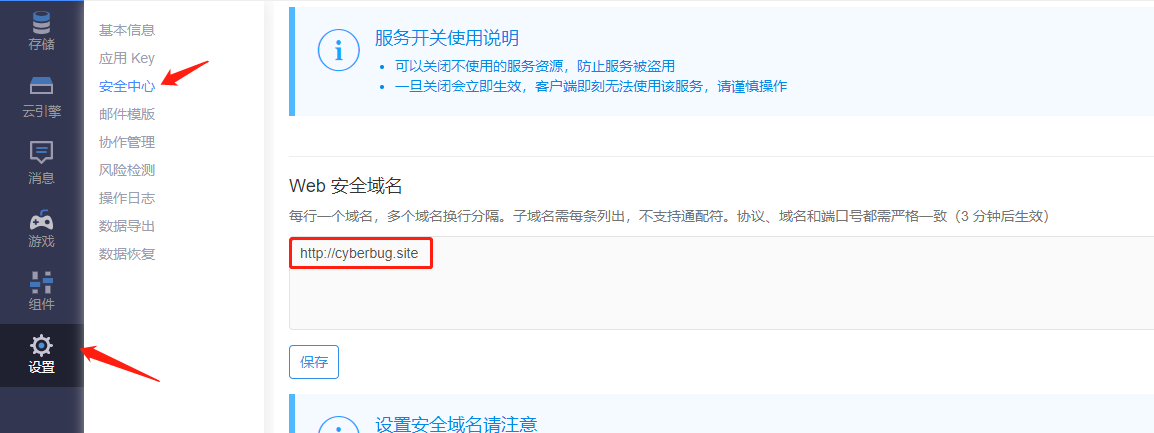 存储
云引擎
消息
游戏
组件
设置
基本信息
应用 Key
安全中心
邮件模版
协作管理
风险检测
操作日志
数据导出
数据恢复
服务开关使用说明
可以关闭不使用的服务资源，防止服务被盗用
一旦关闭会立即生效，客户端即刻无法使用该服务，请谨慎操作
Web 安全域名
每行一个域名，多个域名换行分隔。子域名需每条列出，不支持通配符。协议、域名和端口号都需严格一致（3 分钟后生效）
http://cyberbug.site
保存
设置安全域名请注意